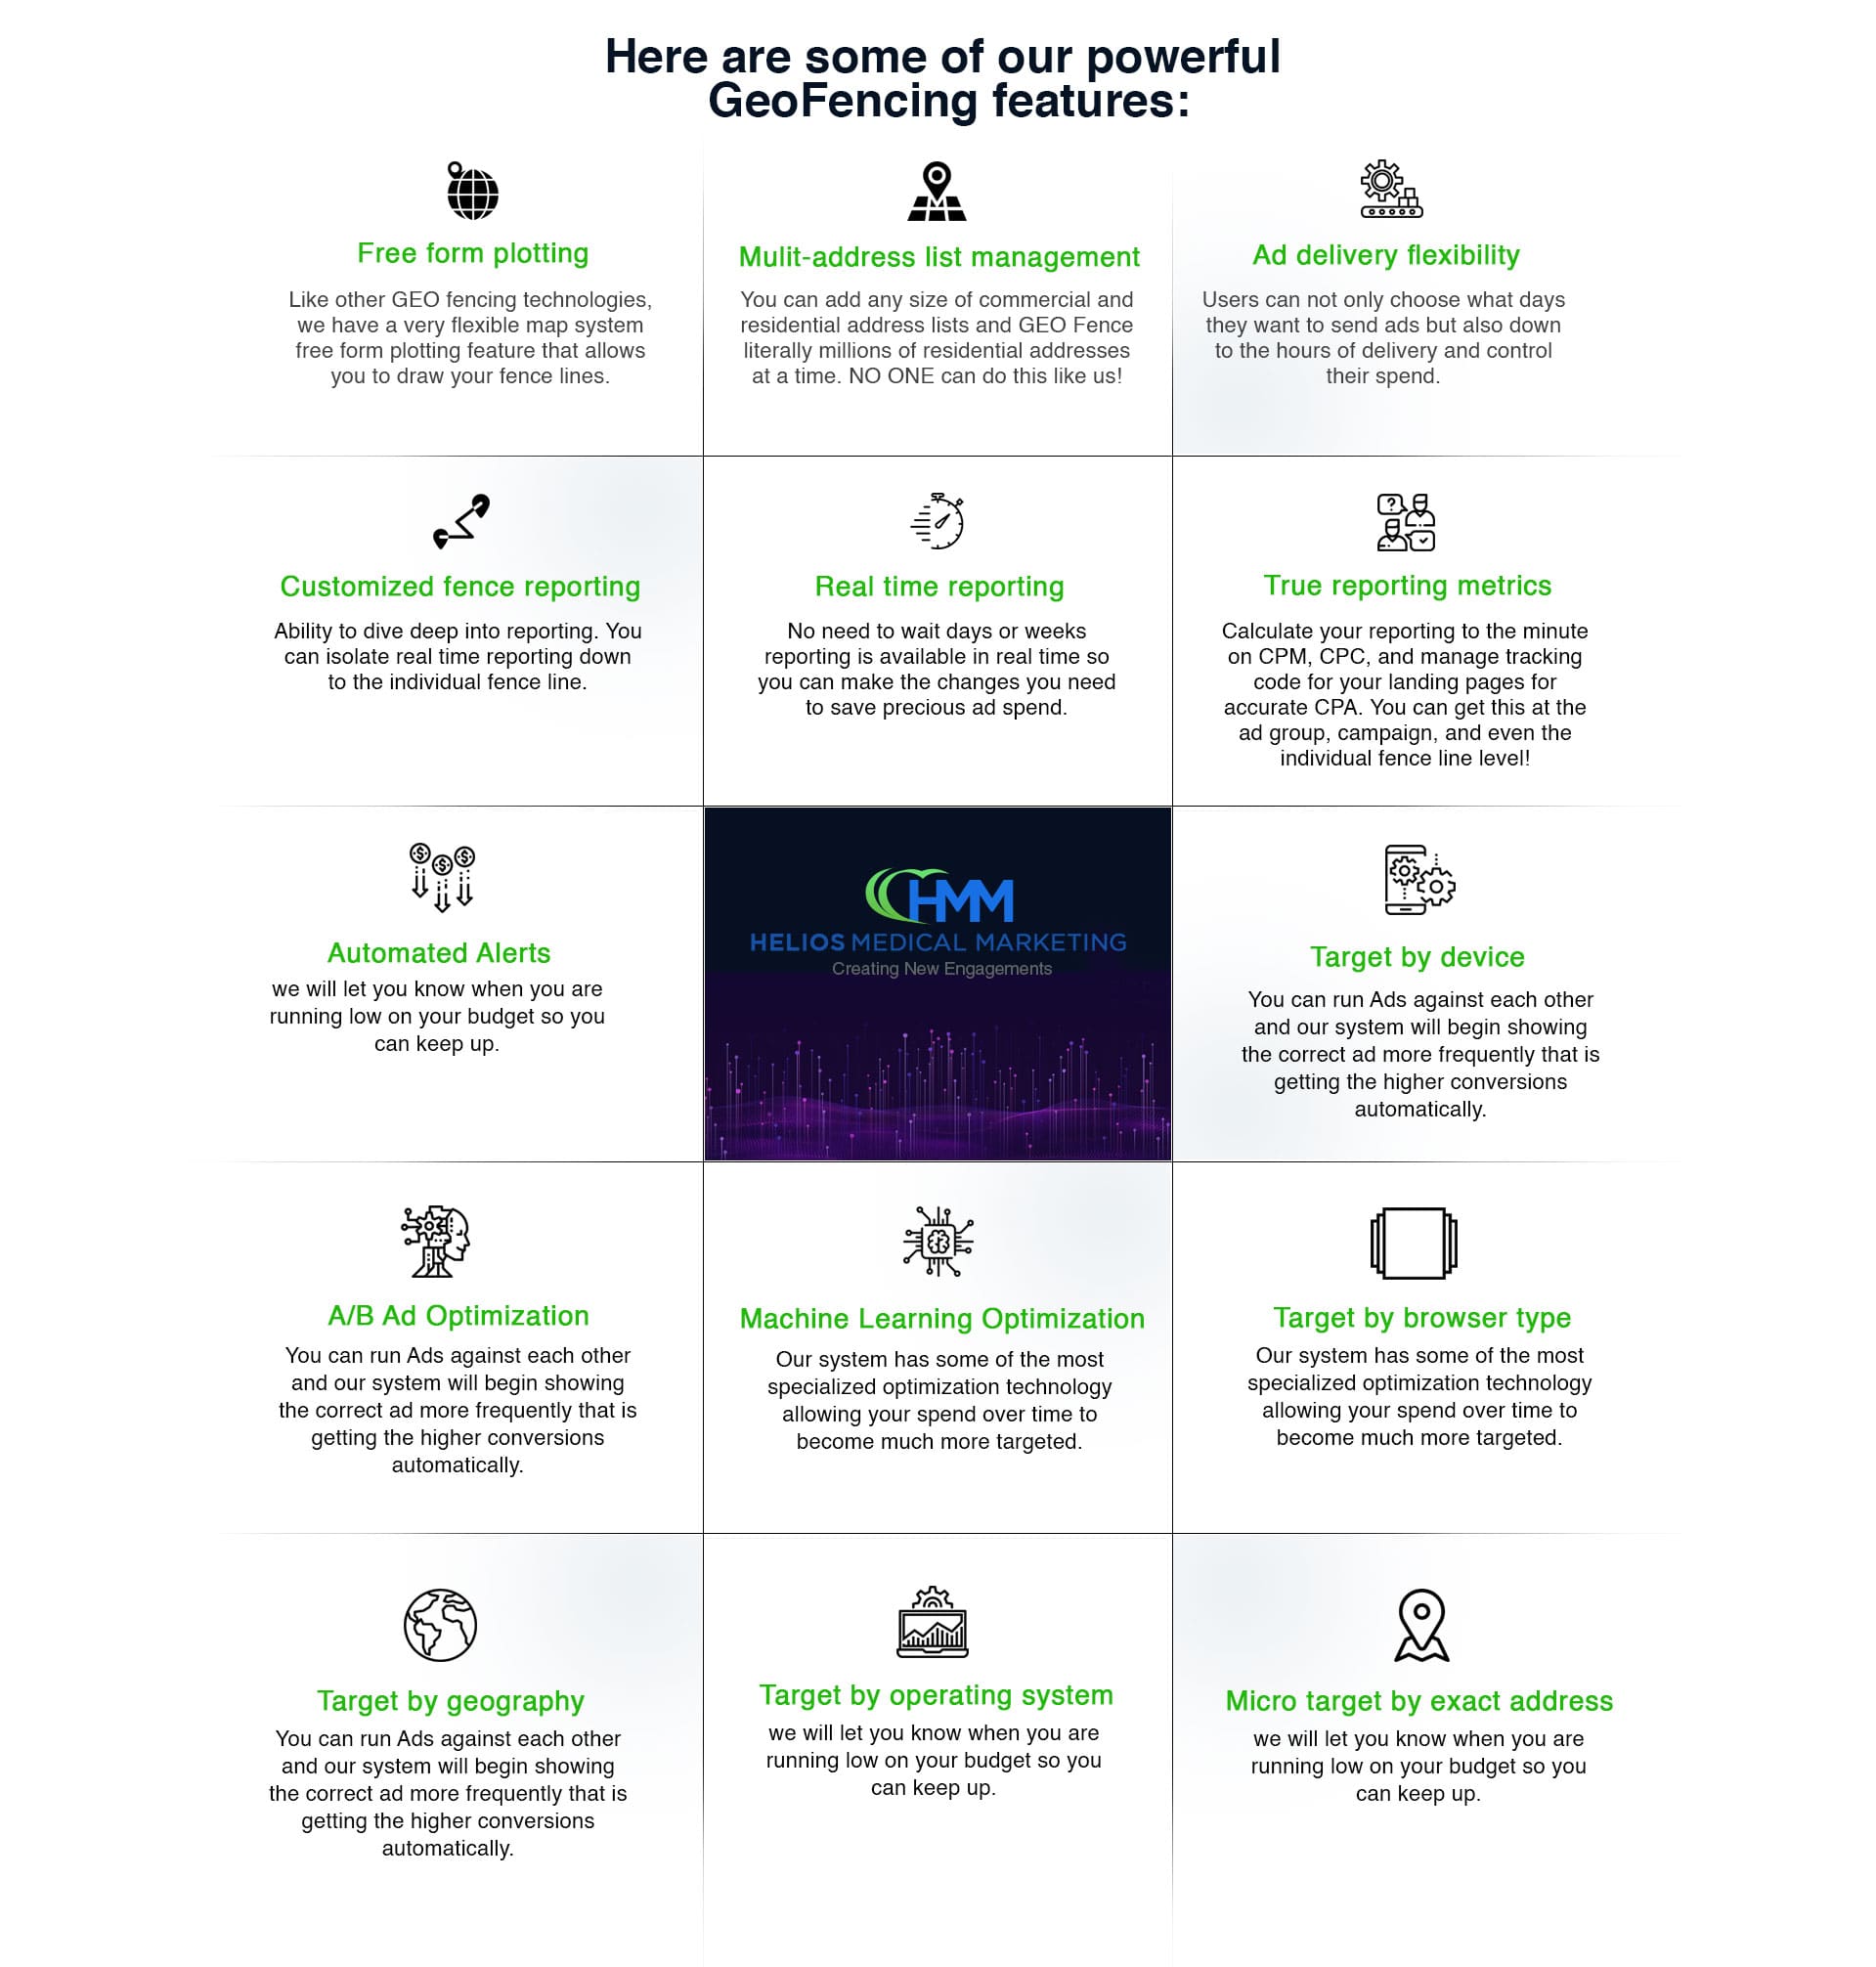 Here are some of our powerful
GeoFencing features:
Free form plotting
Like other GEO fencing technologies,
we have a very flexible map system
free form plotting feature that allows
you to draw your fence lines.
Mulit-address list management
You can add any size of commercial and
residential address lists and GEO Fence
literally millions of residential addresses
at a time. NO ONE can do this like us!
Ad delivery flexibility
Users can not only choose what days
they want to send ads but also down
to the hours of delivery and control
their spend.
Customized fence reporting
Ability to dive deep into reporting. You
can isolate real time reporting down
to the individual fence line.
Real time reporting
No need to wait days or weeks
reporting is available in real time so
you can make the changes you need
to save precious ad spend.
True reporting metrics
Calculate your reporting to the minute
on CPM, CPC, and manage tracking
code for your landing pages for
accurate CPA. You can get this at the
ad group, campaign, and even the
individual fence line level!
Automated Alerts
we will let you know when you are
running low on your budget so you
can keep up.
HMM
HELIOS MEDICAL MARKETING
Creating New Engagements
Target by device
You can run Ads against each other
and our system will begin showing
the correct ad more frequently that is
getting the higher conversions
automatically.
A/B Ad Optimization
You can run Ads against each other
and our system will begin showing
the correct ad more frequently that is
getting the higher conversions
automatically.
Machine Learning Optimization
Our system has some of the most
specialized optimization technology
allowing your spend over time to
become much more targeted.
Target by browser type
Our system has some of the most
specialized optimization technology
allowing your spend over time to
become much more targeted.
Target by geography
You can run Ads against each other
and our system will begin showing
the correct ad more frequently that is
getting the higher conversions
automatically.
Target by operating system
we will let you know when you are
running low on your budget so you
can keep up.
Micro target by exact address
we will let you know when you are
running low on your budget so you
can keep up.